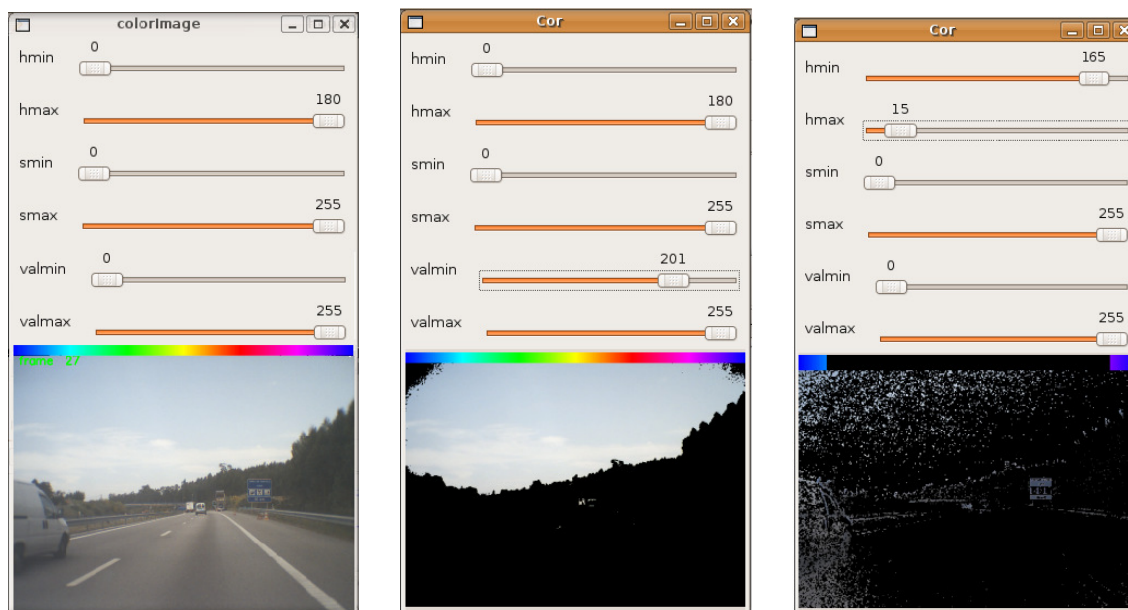 colorImage
hmin
0
hmax
180
smin
0
smax
255
valmin
0
valmax
255
frame 27
Cor
hmin
0
hmax
180
smin
0
smax
255
valmin
201
valmax
255
Cor
hmin
165
hmax
15
smin
0
smax
255
valmin
0
valmax
255